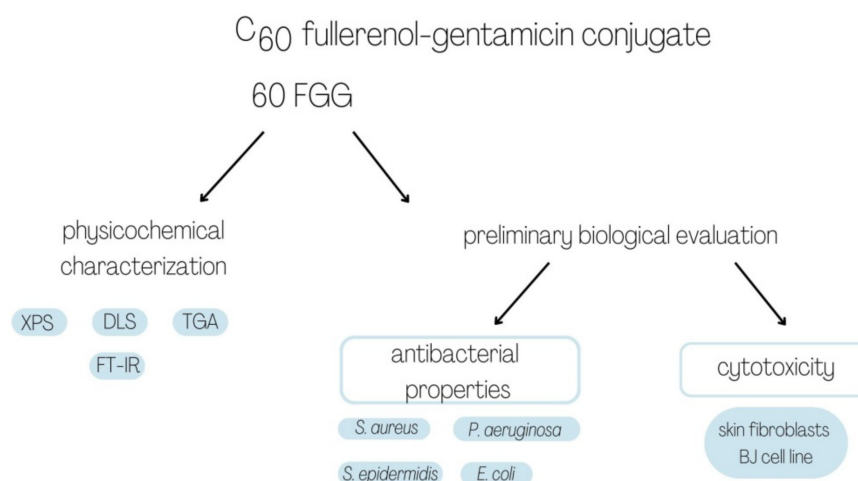 C60 fullerenol-gentamicin conjugate
60 FGG
physicochemical
characterization
XPS DLS TGA
FT-IR
preliminary biological evaluation
antibacterial
properties
S. aureus P. aeruginosa
S. epidermidis E. coli
cytotoxicity
skin fibroblasts
BJ cell line